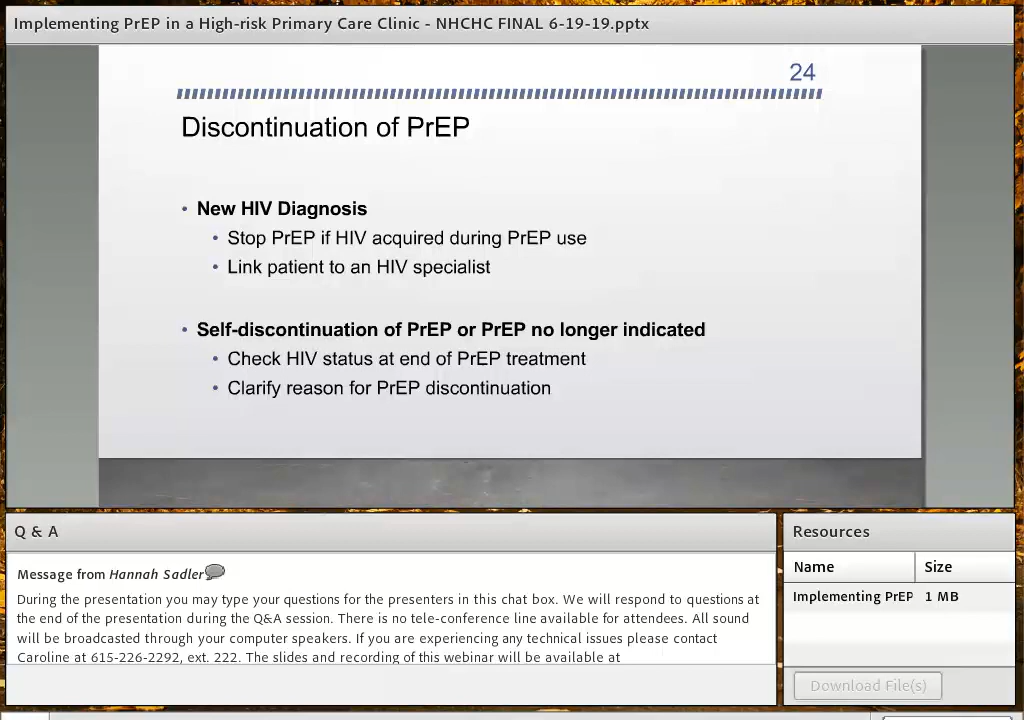 Implementing PrEP in a High-risk Primary Care Clinic - NHCHC FINAL 6-19-19.pptx
24
Discontinuation of PrEP
• New HIV Diagnosis
• Stop PrEP if HIV acquired during PrEP use
• Link patient to an HIV specialist
• Self-discontinuation of PrEP or PrEP no longer indicated
• Check HIV status at end of PrEP treatment
• Clarify reason for PrEP discontinuation
Q & A
Message from Hannah Sadler
During the presentation you may type your questions for the presenters in this chat box. We will respond to questions at
the end of the presentation during the Q&A session. There is no tele-conference line available for attendees. All sound
will be broadcasted through your computer speakers. If you are experiencing any technical issues please contact
Caroline at 615-226-2292, ext. 222. The slides and recording of this webinar will be available at
Resources
Name Size
Implementing PrEP 1 MB
Download File(s)